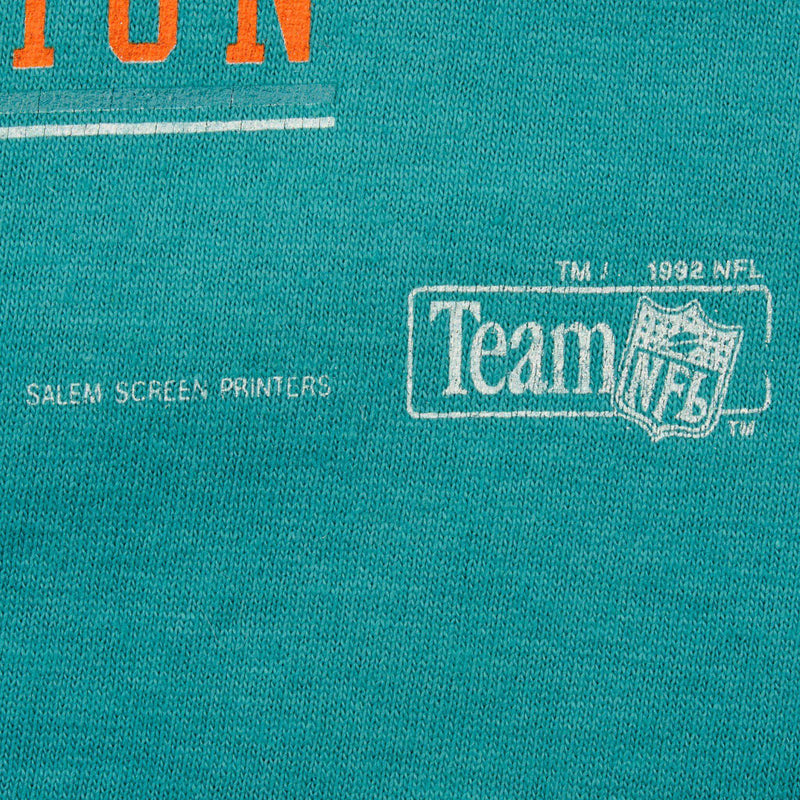 TM / 1992 NFL
Team NFL
TM
SALEM SCREEN PRINTERS